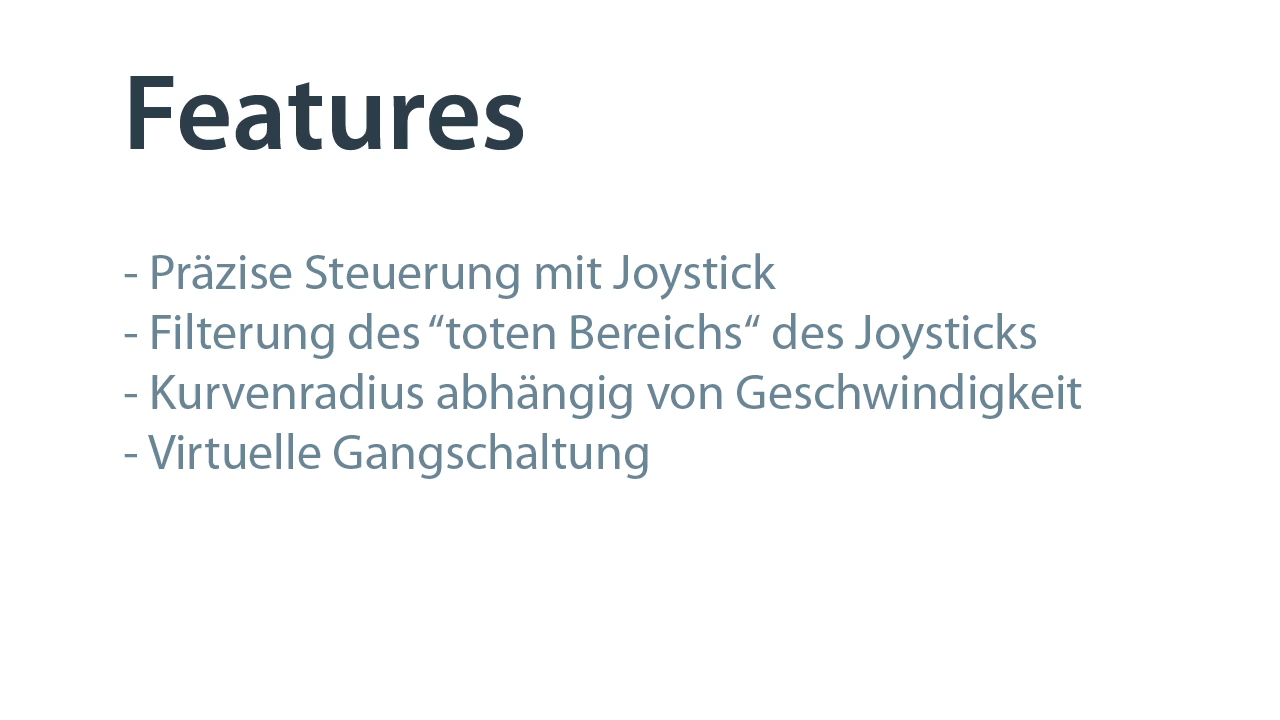 Features
- Präzise Steuerung mit Joystick
- Filterung des “toten Bereichs“ des Joysticks
- Kurvenradius abhängig von Geschwindigkeit
- Virtuelle Gangschaltung